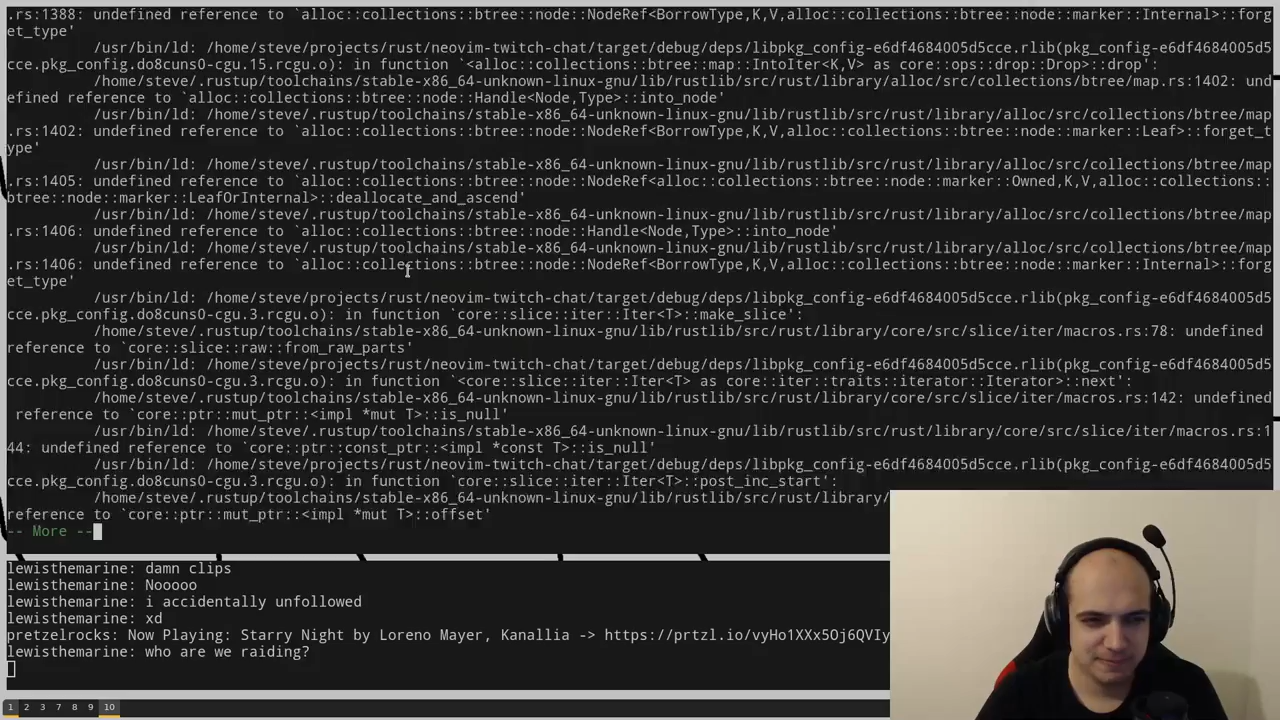 .rs:1388: undefined reference to `alloc::collections::btree::node::NodeRef<BorrowType,K,V,alloc::collections::btree::node::marker::Internal>::forg
et_type'
/usr/bin/ld: /home/steve/projects/rust/neovim-twitch-chat/target/debug/deps/libpkg_config-e6df4684005d5
cce.rlib(pkg_config.do8cuns0-cgu.15.rcgu.o): in function `<alloc::collections::btree::map::IntoIter<K,V> as core::ops::drop::Drop>::drop':
/home/steve/.rustup/toolchains/stable-x86_64-unknown-linux-gnu/lib/rustlib/src/rust/library/alloc/src/collections/btree/map.rs:1402: und
efined reference to `alloc::collections::btree::node::Handle<Node,Type>::into_node'
/usr/bin/ld: /home/steve/.rustup/toolchains/stable-x86_64-unknown-linux-gnu/lib/rustlib/src/rust/library/alloc/src/collections/btree/map
.rs:1402: undefined reference to `alloc::collections::btree::node::NodeRef<BorrowType,K,V,alloc::collections::btree::node::marker::Leaf>::forget_t
ype'
/usr/bin/ld: /home/steve/.rustup/toolchains/stable-x86_64-unknown-linux-gnu/lib/rustlib/src/rust/library/alloc/src/collections/btree/map
.rs:1405: undefined reference to `alloc::collections::btree::node::NodeRef<alloc::collections::btree::node::marker::Owned,K,V,alloc::collections::
btree::node::marker::LeafOrInternal>::deallocate_and_ascend'
/usr/bin/ld: /home/steve/.rustup/toolchains/stable-x86_64-unknown-linux-gnu/lib/rustlib/src/rust/library/alloc/src/collections/btree/map
.rs:1406: undefined reference to `alloc::collections::btree::node::Handle<Node,Type>::into_node'
/usr/bin/ld: /home/steve/.rustup/toolchains/stable-x86_64-unknown-linux-gnu/lib/rustlib/src/rust/library/alloc/src/collections/btree/map
.rs:1406: undefined reference to `alloc::collections::btree::node::NodeRef<BorrowType,K,V,alloc::collections::btree::node::marker::Internal>::forg
et_type'
/usr/bin/ld: /home/steve/projects/rust/neovim-twitch-chat/target/debug/deps/libpkg_config-e6df4684005d5
cce.rlib(pkg_config.do8cuns0-cgu.3.rcgu.o): in function `core::slice::iter::Iter<T>::make_slice':
/home/steve/.rustup/toolchains/stable-x86_64-unknown-linux-gnu/lib/rustlib/src/rust/library/core/src/slice/iter/macros.rs:78: undefined
reference to `core::slice::raw::from_raw_parts'
/usr/bin/ld: /home/steve/projects/rust/neovim-twitch-chat/target/debug/deps/libpkg_config-e6df4684005d5
cce.rlib(pkg_config.do8cuns0-cgu.3.rcgu.o): in function `<core::slice::iter::Iter<T> as core::iter::traits::iterator::Iterator>::next':
/home/steve/.rustup/toolchains/stable-x86_64-unknown-linux-gnu/lib/rustlib/src/rust/library/core/src/slice/iter/macros.rs:142: undefined
reference to `core::ptr::mut_ptr::<impl *mut T>::is_null'
/home/steve/.rustup/toolchains/stable-x86_64-unknown-linux-gnu/lib/rustlib/src/rust/library/core/src/slice/iter/macros.rs:1
44: undefined reference to `core::ptr::const_ptr::<impl *const T>::is_null'
/usr/bin/ld: /home/steve/projects/rust/neovim-twitch-chat/target/debug/deps/libpkg_config-e6df4684005d5
cce.rlib(pkg_config.do8cuns0-cgu.3.rcgu.o): in function `core::slice::iter::Iter<T>::post_inc_start':
/home/steve/.rustup/toolchains/stable-x86_64-unknown-linux-gnu/lib/rustlib/src/rust/library/
reference to `core::ptr::mut_ptr::<impl *mut T>::offset'
-- More --
lewisthemarine: damn clips
lewisthemarine: Nooooo
lewisthemarine: i accidentally unfollowed
lewisthemarine: xd
pretzelrocks: Now Playing: Starry Night by Loreno Mayer, Kanallia -> https://prtzl.io/vyHo1XXx5Oj6QVIy
lewisthemarine: who are we raiding?
1 2 3 7 8 9 10